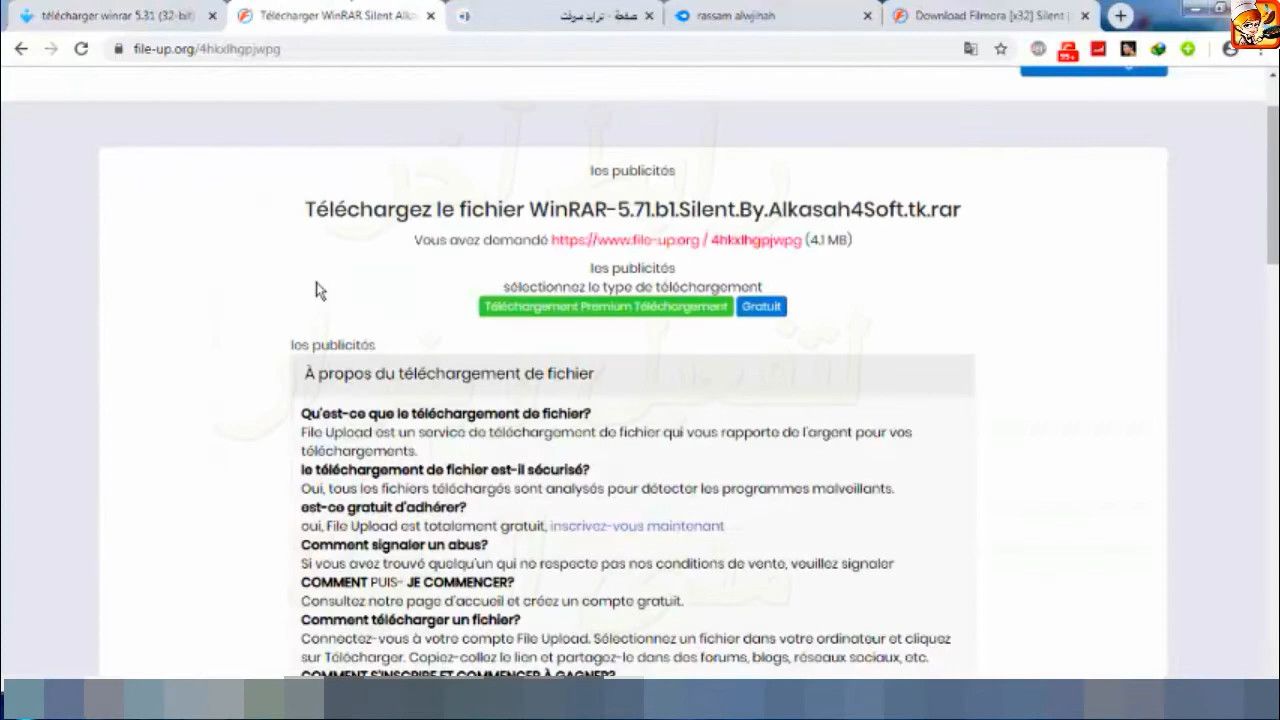 télécharger winrar 5.31 (32-bit)
Télécharger WinRAR Silent Alka
صفحة - ترايد سوفت
rassam alwjihah
Download Filmora [x32] Silent |
file-up.org/4hkxlhgpjwpg
95+
les publicités
Téléchargez le fichier WinRAR-5.71.b1.Silent.By.Alkasah4Soft.tk.rar
Vous avez demandé https://www.file-up.org / 4hkxlhgpjwpg (4.1 MB)
les publicités
sélectionnez le type de téléchargement
Téléchargement Premium Téléchargement Gratuit
les publicités
À propos du téléchargement de fichier
Qu'est-ce que le téléchargement de fichier?
File Upload est un service de téléchargement de fichier qui vous rapporte de l'argent pour vos
téléchargements.
le téléchargement de fichier est-il sécurisé?
Oui, tous les fichiers téléchargés sont analysés pour détecter les programmes malveillants.
est-ce gratuit d'adhérer?
oui, File Upload est totalement gratuit, inscrivez-vous maintenant
Comment signaler un abus?
Si vous avez trouvé quelqu'un qui ne respecte pas nos conditions de vente, veuillez signaler
COMMENT PUIS- JE COMMENCER?
Consultez notre page d'accueil et créez un compte gratuit.
Comment télécharger un fichier?
Connectez-vous à votre compte File Upload. Sélectionnez un fichier dans votre ordinateur et cliquez
sur Télécharger. Copiez-collez le lien et partagez-le dans des forums, blogs, réseaux sociaux, etc.
COMMENT S'INSCRIRE ET COMMENCER À GAGNER?